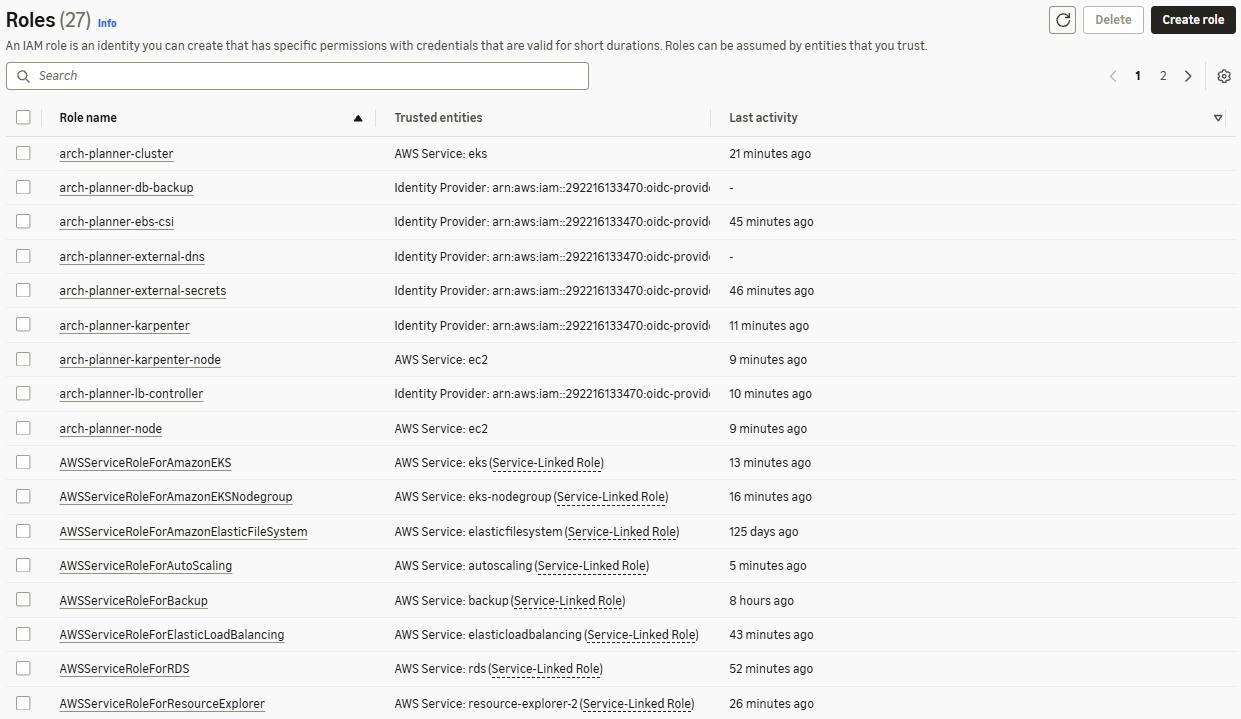 Roles (27) Info
Delete
Create role
An IAM role is an identity you can create that has specific permissions with credentials that are valid for short durations. Roles can be assumed by entities that you trust.
Search
1 2
Role name Trusted entities Last activity
arch-planner-cluster AWS Service: eks 21 minutes ago
arch-planner-db-backup Identity Provider: arn:aws:iam::292216133470:oidc-provide -
arch-planner-ebs-csi Identity Provider: arn:aws:iam::292216133470:oidc-provide 45 minutes ago
arch-planner-external-dns Identity Provider: arn:aws:iam::292216133470:oidc-provide -
arch-planner-external-secrets Identity Provider: arn:aws:iam::292216133470:oidc-provide 46 minutes ago
arch-planner-karpenter Identity Provider: arn:aws:iam::292216133470:oidc-provide 11 minutes ago
arch-planner-karpenter-node AWS Service: ec2 9 minutes ago
arch-planner-lb-controller Identity Provider: arn:aws:iam::292216133470:oidc-provide 10 minutes ago
arch-planner-node AWS Service: ec2 9 minutes ago
AWSServiceRoleForAmazonEKS AWS Service: eks (Service-Linked Role) 13 minutes ago
AWSServiceRoleForAmazonEKSNodegroup AWS Service: eks-nodegroup (Service-Linked Role) 16 minutes ago
AWSServiceRoleForAmazonElasticFileSystem AWS Service: elasticfilesystem (Service-Linked Role) 125 days ago
AWSServiceRoleForAutoScaling AWS Service: autoscaling (Service-Linked Role) 5 minutes ago
AWSServiceRoleForBackup AWS Service: backup (Service-Linked Role) 8 hours ago
AWSServiceRoleForElasticLoadBalancing AWS Service: elasticloadbalancing (Service-Linked Role) 43 minutes ago
AWSServiceRoleForRDS AWS Service: rds (Service-Linked Role) 52 minutes ago
AWSServiceRoleForResourceExplorer AWS Service: resource-explorer-2 (Service-Linked Role) 26 minutes ago